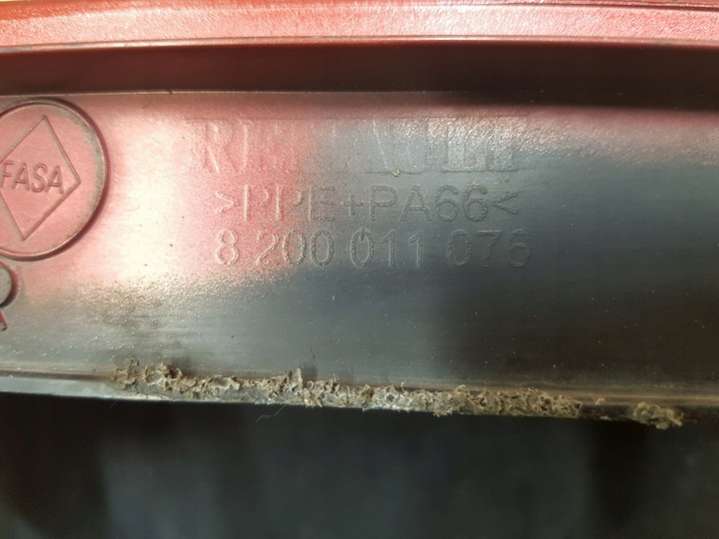 FASA
RENAULT
>PPE+PA66<
8 200 011 076